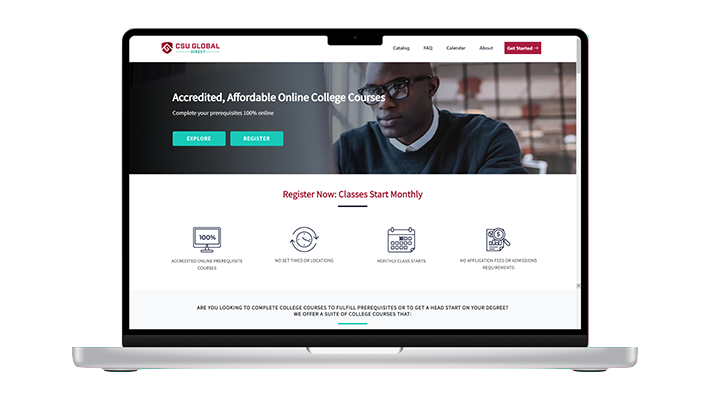 CSU GLOBAL
DIRECT
Catalog FAQ Calendar About Get Started →
Accredited, Affordable Online College Courses
Complete your prerequisites 100% online
EXPLORE REGISTER
Register Now: Classes Start Monthly
100%
$
ACCREDITED ONLINE PREREQUISITE
COURSES
NO SET TIMES OR LOCATIONS
MONTHLY CLASS STARTS
NO APPLICATION FEES OR ADMISSIONS
REQUIREMENTS
ARE YOU LOOKING TO COMPLETE COLLEGE COURSES TO FULFILL PREREQUISITES OR TO GET A HEAD START ON YOUR DEGREE?
WE OFFER A SUITE OF COLLEGE COURSES THAT: